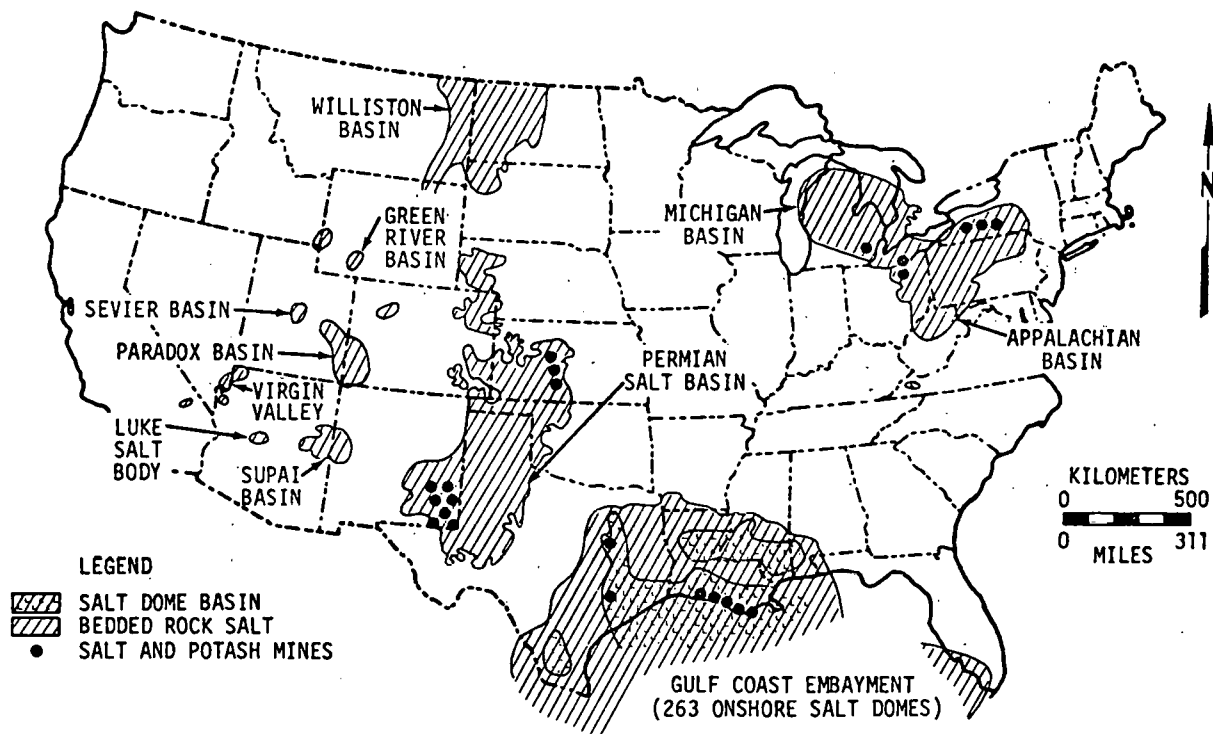 WILLISTON
BASIN
GREEN
RIVER
BASIN
MICHIGAN
BASIN
N
SEVIER BASIN
PARADOX BASIN
APPALACHIAN
BASIN
PERMIAN
SALT BASIN
VIRGIN
VALLEY
LUKE
SALT
BODY
SUPAI
BASIN
KILOMETERS
0 500
0 311
MILES
LEGEND
SALT DOME BASIN
BEDDED ROCK SALT
SALT AND POTASH MINES
GULF COAST EMBAYMENT
(263 ONSHORE SALT DOMES)